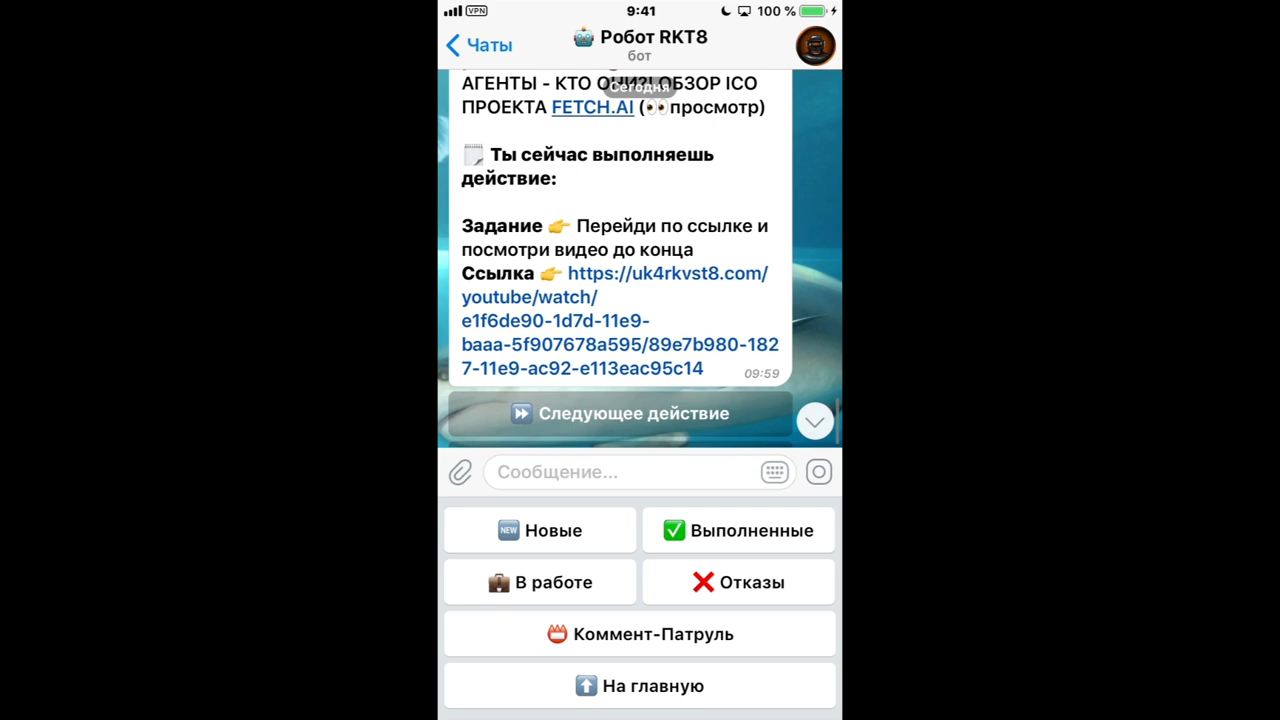 VPN 9:41 100 %
Чаты 🤖 Робот RKT8
бот
АГЕНТЫ - КТО ОНИ?! ОБЗОР ICO
Сегодня
ПРОЕКТА FETCH.AI (👀просмотр)
🗒 Ты сейчас выполняешь
действие:
Задание 👉 Перейди по ссылке и
посмотри видео до конца
Ссылка 👉 https://uk4rkvst8.com/
youtube/watch/
e1f6de90-1d7d-11e9-
baaa-5f907678a595/89e7b980-182
7-11e9-ac92-e113eac95c14 09:59
⏩ Следующее действие
Сообщение...
🆕 Новые ✅ Выполненные
💼 В работе ❌ Отказы
📛 Коммент-Патруль
⬆️ На главную